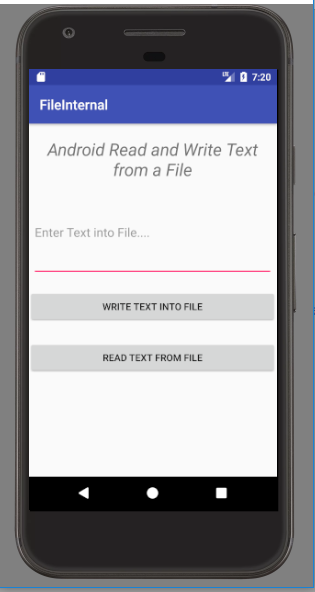 7:20
FileInternal
Android Read and Write Text
from a File
Enter Text into File....
WRITE TEXT INTO FILE
READ TEXT FROM FILE